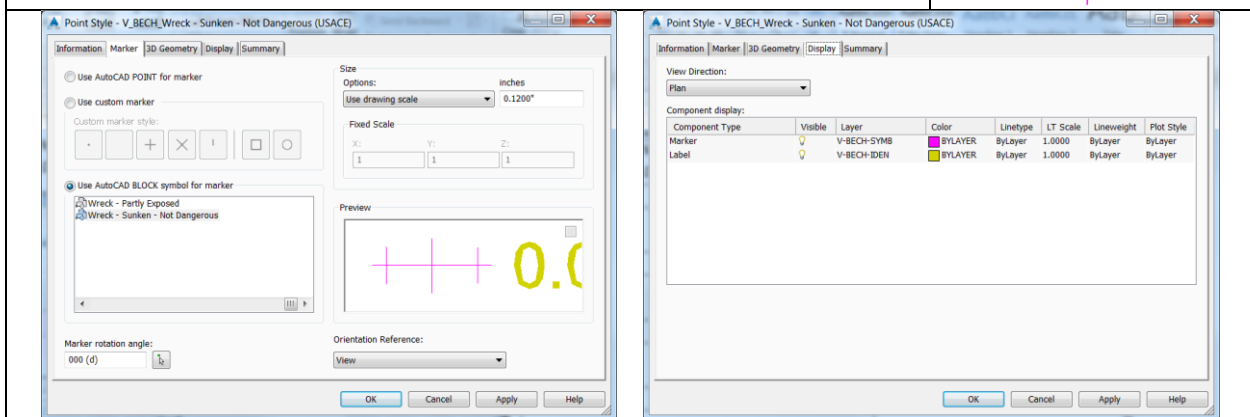 Point Style - V_BECH_Wreck - Sunken - Not Dangerous (USACE)
Information Marker 3D Geometry Display Summary
Use AutoCAD POINT for marker
Use custom marker
Custom marker style:
Use AutoCAD BLOCK symbol for marker
Wreck - Partly Exposed
Wreck - Sunken - Not Dangerous
Marker rotation angle:
000 (d)
Size
Options: inches
Use drawing scale 0.1200"
Fixed Scale
X: Y: Z:
1 1 1
Preview
0.0
Orientation Reference:
View
OK Cancel Apply Help
Point Style - V_BECH_Wreck - Sunken - Not Dangerous (USACE)
Information Marker 3D Geometry Display Summary
View Direction:
Plan
Component display:
Component Type Visible Layer Color Linetype LT Scale Lineweight Plot Style
Marker V-BECH-SYMB BYLAYER ByLayer 1.0000 ByLayer ByLayer
Label V-BECH-IDEN BYLAYER ByLayer 1.0000 ByLayer ByLayer
OK Cancel Apply Help